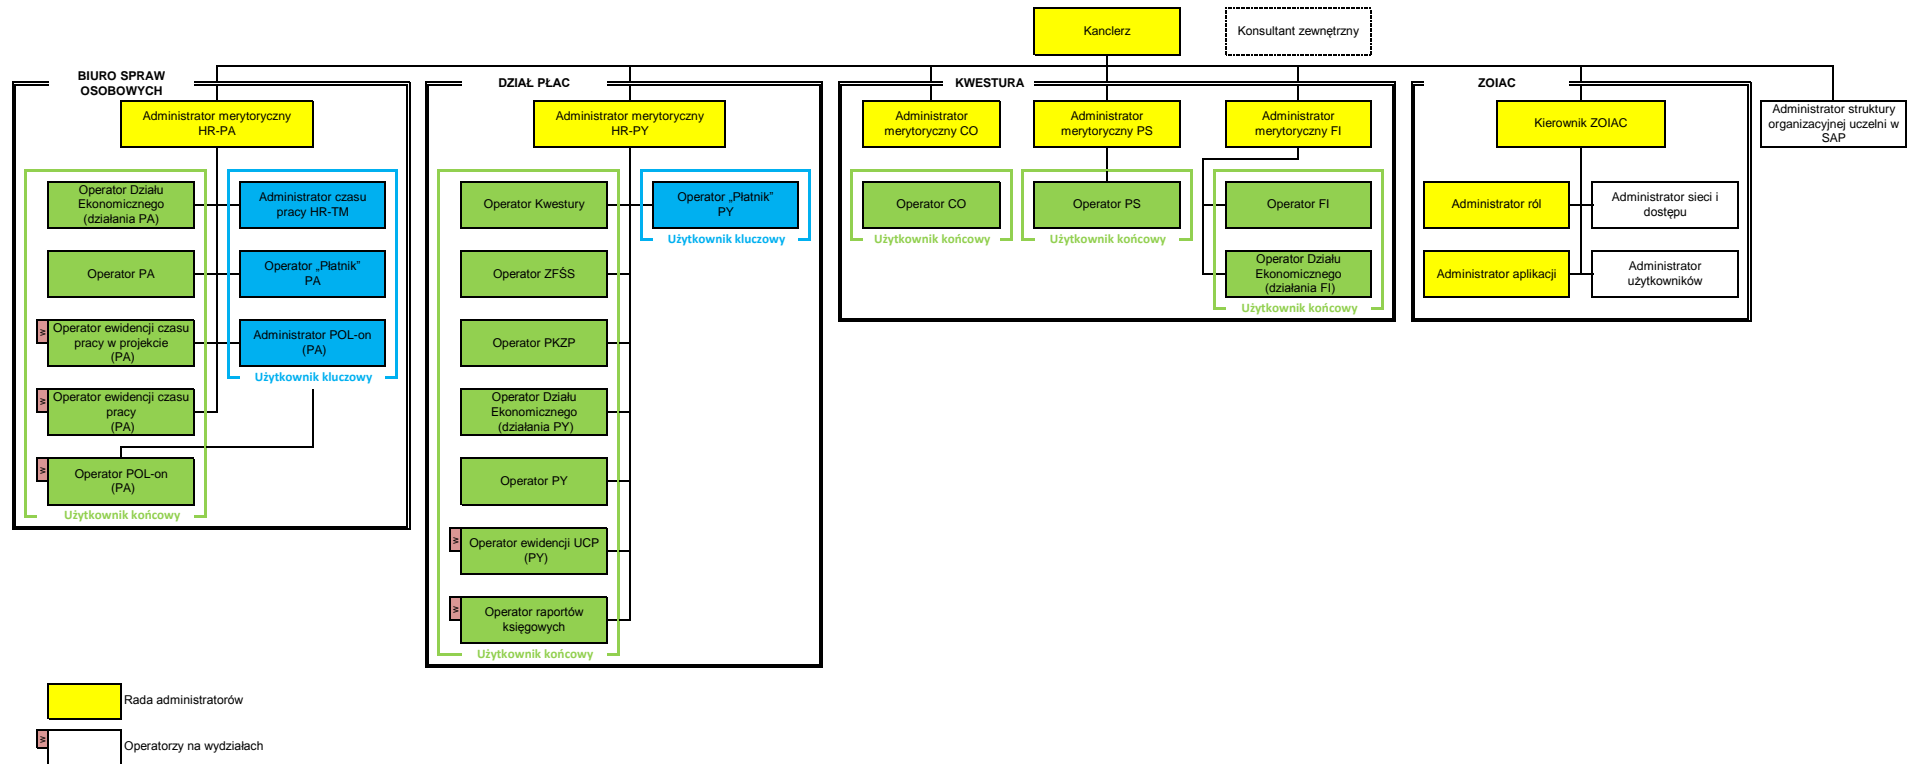 Kanclerz
Konsultant zewnętrzny
BIURO SPRAW
OSOBOWYCH
Administrator merytoryczny
HR-PA
Operator Działu
Ekonomicznego
(działania PA)
Administrator czasu
pracy HR-TM
Operator PA
Operator „Płatnik”
PA
w
Operator ewidencji czasu
pracy w projekcie
(PA)
Administrator POL-on
(PA)
Użytkownik kluczowy
w
Operator ewidencji czasu
pracy
(PA)
w
Operator POL-on
(PA)
Użytkownik końcowy
DZIAŁ PŁAC
Administrator merytoryczny
HR-PY
Operator Kwestury
Operator „Płatnik”
PY
Użytkownik kluczowy
Operator ZFŚS
Operator PKZP
Operator Działu
Ekonomicznego
(działania PY)
Operator PY
w
Operator ewidencji UCP
(PY)
w
Operator raportów
księgowych
Użytkownik końcowy
KWESTURA
Administrator
merytoryczny CO
Administrator
merytoryczny PS
Administrator
merytoryczny FI
Operator CO
Użytkownik końcowy
Operator PS
Użytkownik końcowy
Operator FI
Operator Działu
Ekonomicznego
(działania FI)
Użytkownik końcowy
ZOIAC
Kierownik ZOIAC
Administrator ról
Administrator sieci i
dostępu
Administrator aplikacji
Administrator
użytkowników
Administrator struktury
organizacyjnej uczelni w
SAP
Rada administratorów
w
Operatorzy na wydziałach